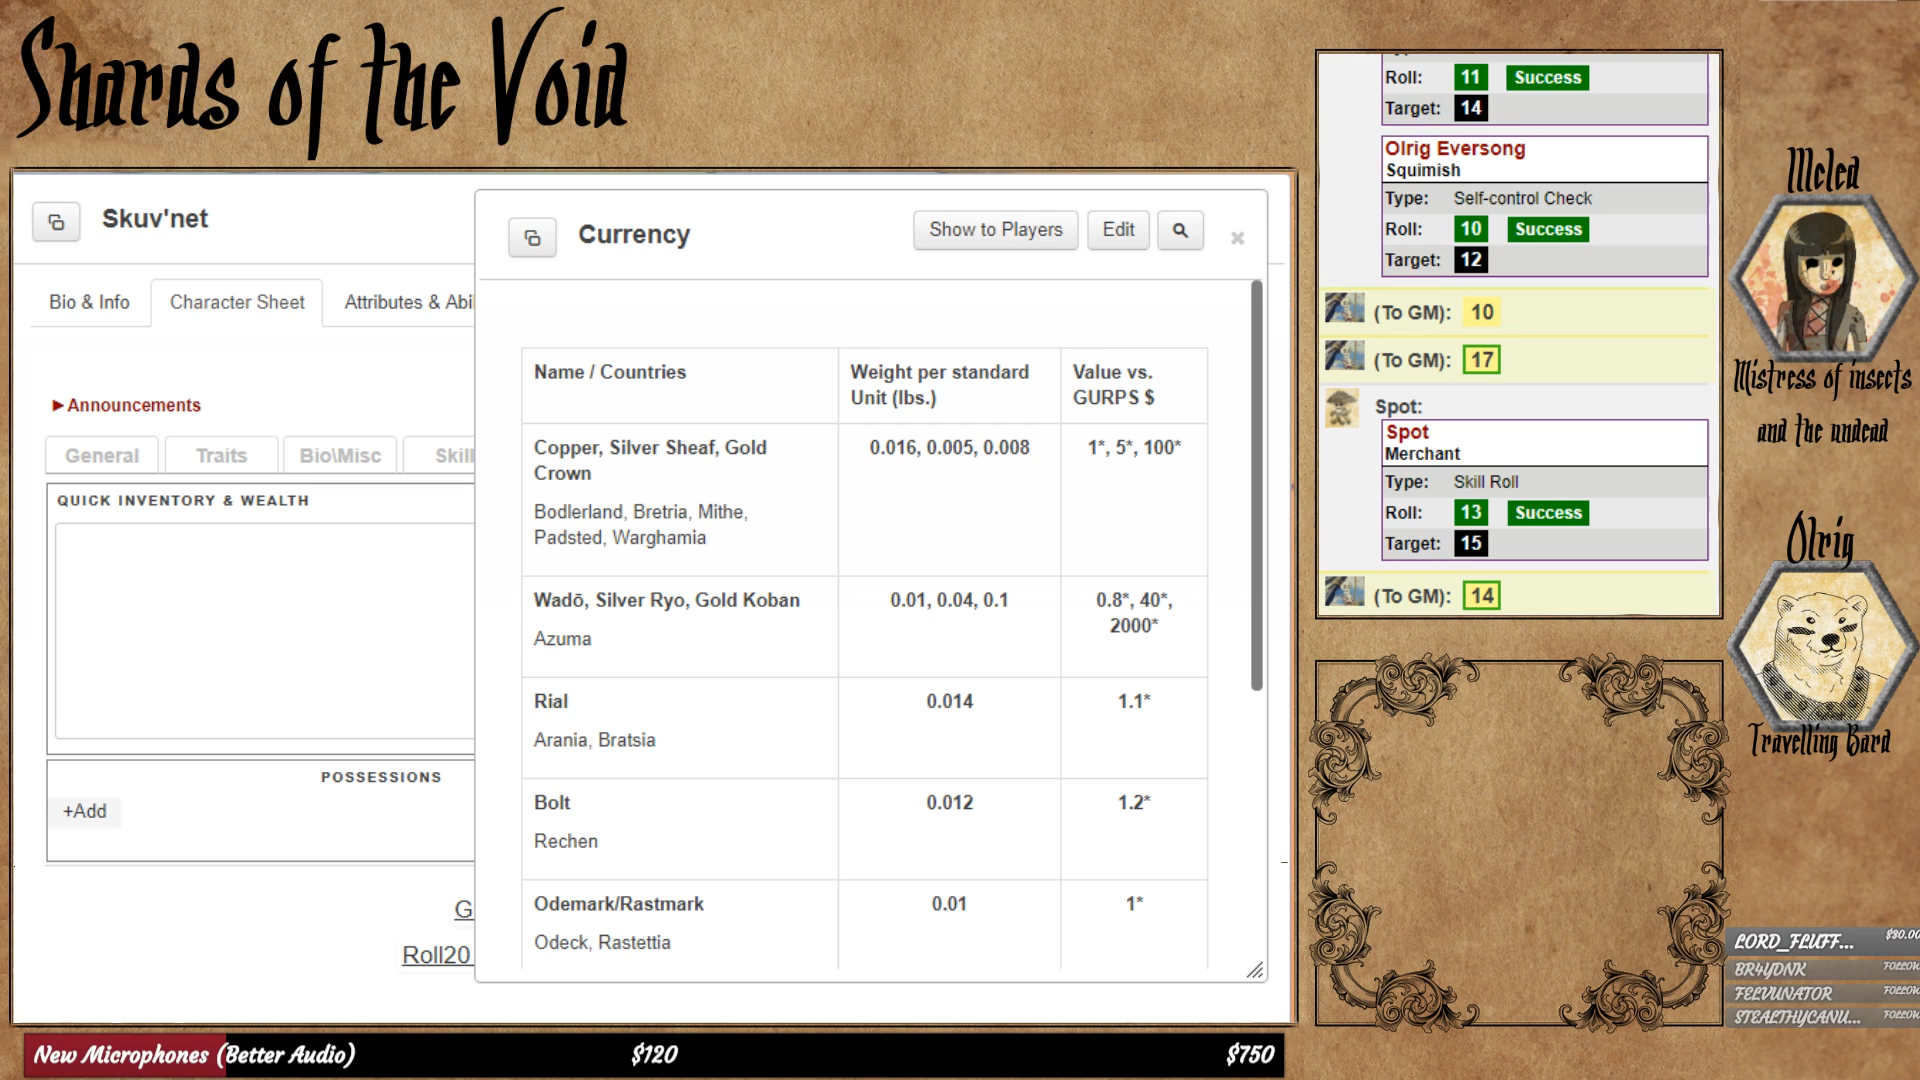 Shards of the Void
Skuv'net
Bio & Info
Character Sheet
Attributes & Abi
Announcements
General
Traits
Bio\Misc
Skill
QUICK INVENTORY & WEALTH
POSSESSIONS
+Add
G
Roll20
Currency
Show to Players
Edit
Name / Countries
Weight per standard Unit (lbs.)
Value vs. GURPS $
Copper, Silver Sheaf, Gold
Crown
Bodlerland, Bretria, Mithe,
Padsted, Warghamia
0.016, 0.005, 0.008
1*, 5*, 100*
Wadō, Silver Ryo, Gold Koban
Azuma
0.01, 0.04, 0.1
0.8*, 40*,
2000*
Rial
Arania, Bratsia
0.014
1.1*
Bolt
Rechen
0.012
1.2*
Odemark/Rastmark
Odeck, Rastettia
0.01
1*
Roll: 11 Success
Target: 14
Olrig Eversong
Squimish
Type: Self-control Check
Roll: 10 Success
Target: 12
(To GM): 10
(To GM): 17
Spot:
Spot
Merchant
Type: Skill Roll
Roll: 13 Success
Target: 15
(To GM): 14
Mistress of insects
and the undead
Olrig
Travelling Bard
LORD_FLUFF... $30.00
BR4YDNK FOLLOW
FELVUNATOR FOLLOW
STEALTHYCANU... FOLLOW
New Microphones (Better Audio) $120 $750